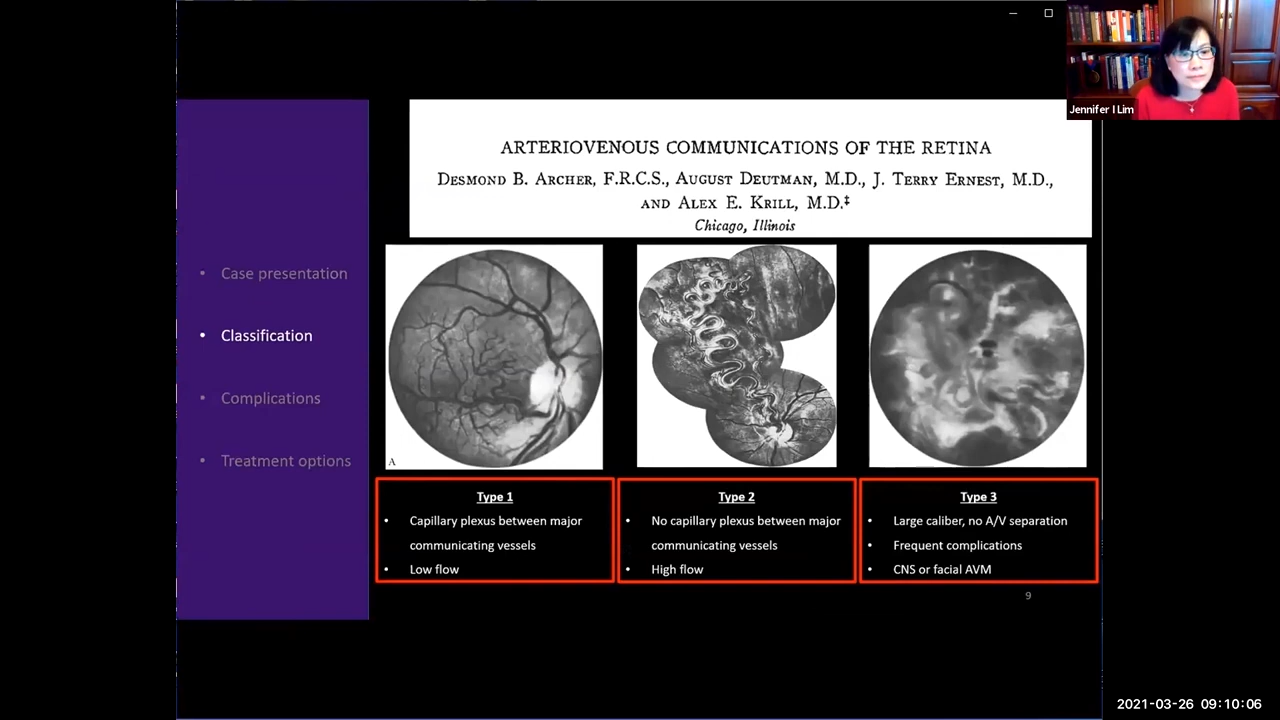 Jennifer I Lim
ARTERIOVENOUS COMMUNICATIONS OF THE RETINA
DESMOND B. ARCHER, F.R.C.S., AUGUST DEUTMAN, M.D., J. TERRY ERNEST, M.D.,
AND ALEX E. KRILL, M.D.‡
Chicago, Illinois
• Case presentation
• Classification
• Complications
• Treatment options
A
Type 1
• Capillary plexus between major
communicating vessels
• Low flow
Type 2
• No capillary plexus between major
communicating vessels
• High flow
Type 3
• Large caliber, no A/V separation
• Frequent complications
• CNS or facial AVM
9
2021-03-26 09:10:06